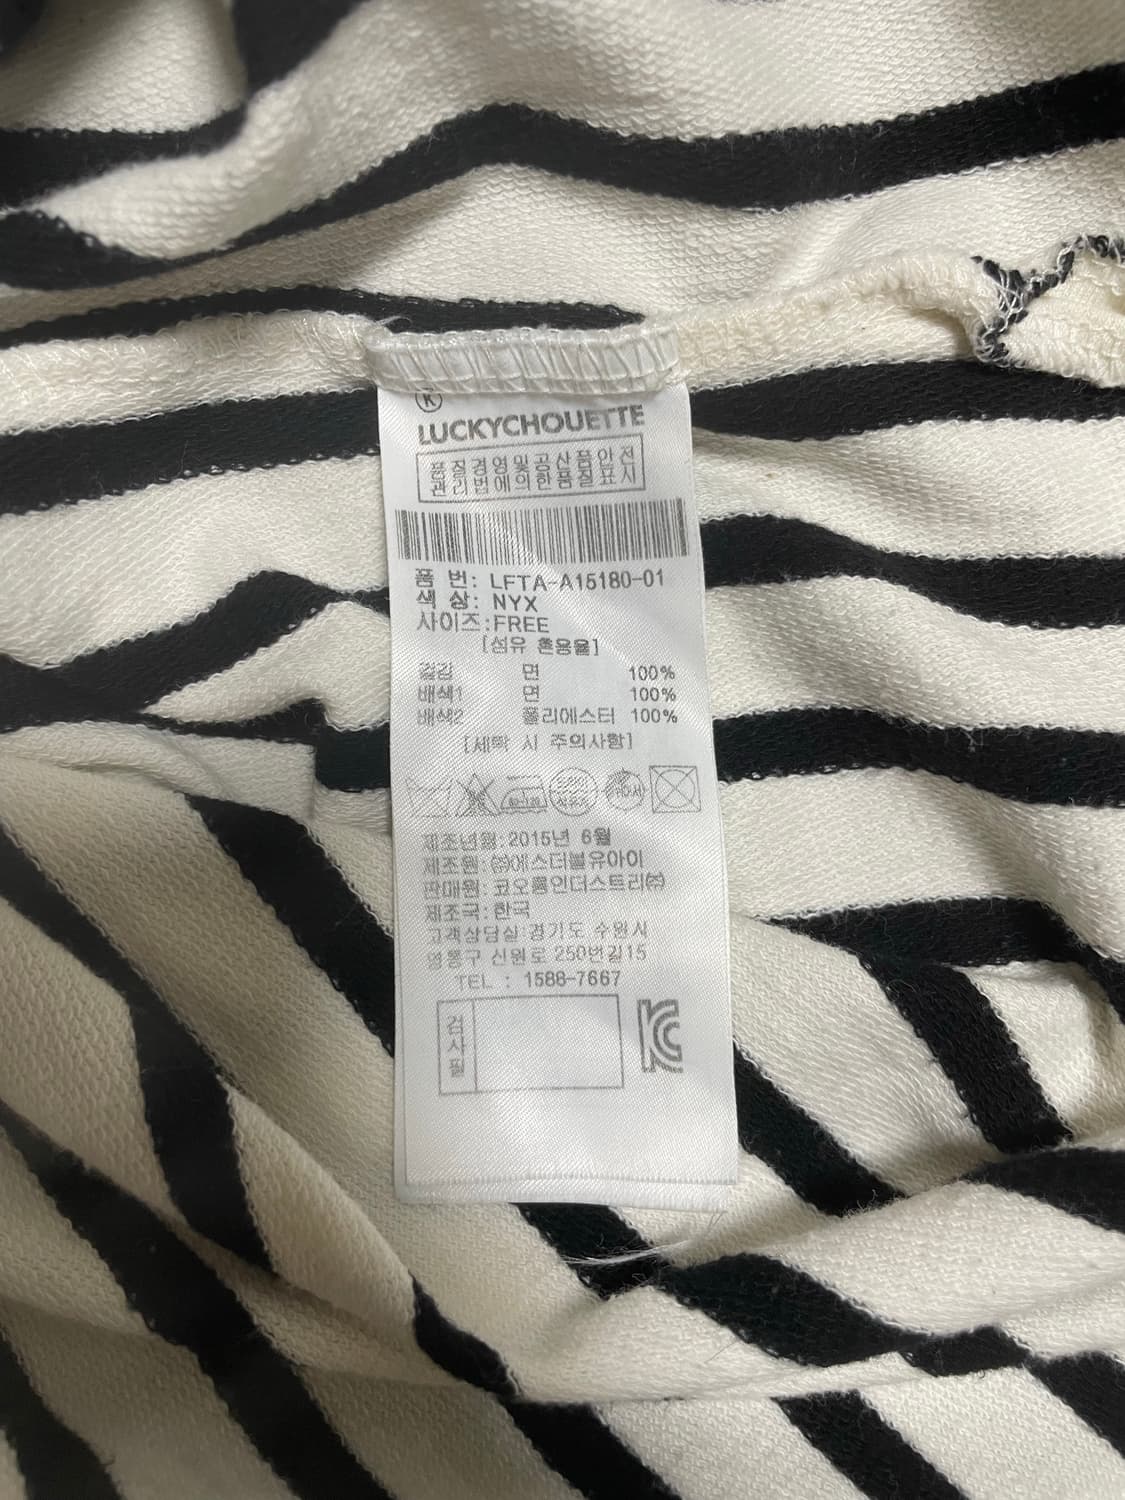 K
LUCKYCHOUETTE
품질경영및공산품안전
관리법에의한품질표시
품 번: LFTA-A15180-01
색 상: NYX
사이즈:FREE
[섬유 혼용율]
겉감 면 100%
배색1 면 100%
배색2 폴리에스터 100%
[세탁 시 주의사항]
제조년월:2015년 6월
제조원:㈜에스더블유아이
판매원:코오롱인더스트리㈜
제조국:한국
고객상담실:경기도 수원시
영통구 신원로 250번길15
TEL : 1588-7667
검사필